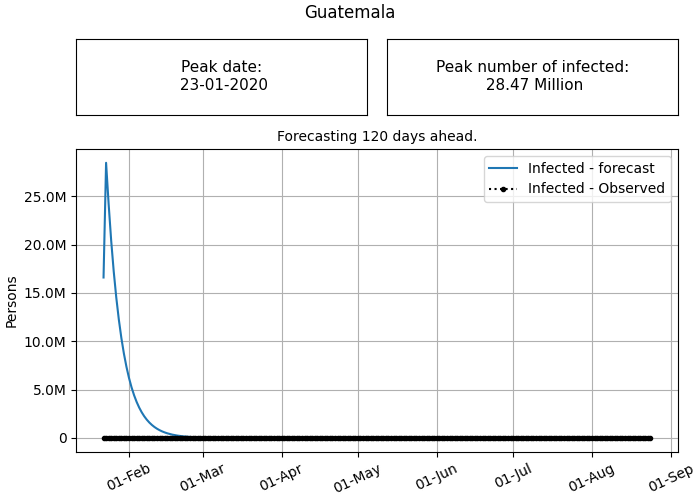 Guatemala
Peak date:
23-01-2020
Peak number of infected:
28.47 Million
Forecasting 120 days ahead.
Infected - forecast
Infected - Observed
25.0M
20.0M
15.0M
10.0M
5.0M
0
Persons
01-Feb
01-Mar
01-Apr
01-May
01-Jun
01-Jul
01-Aug
01-Sep